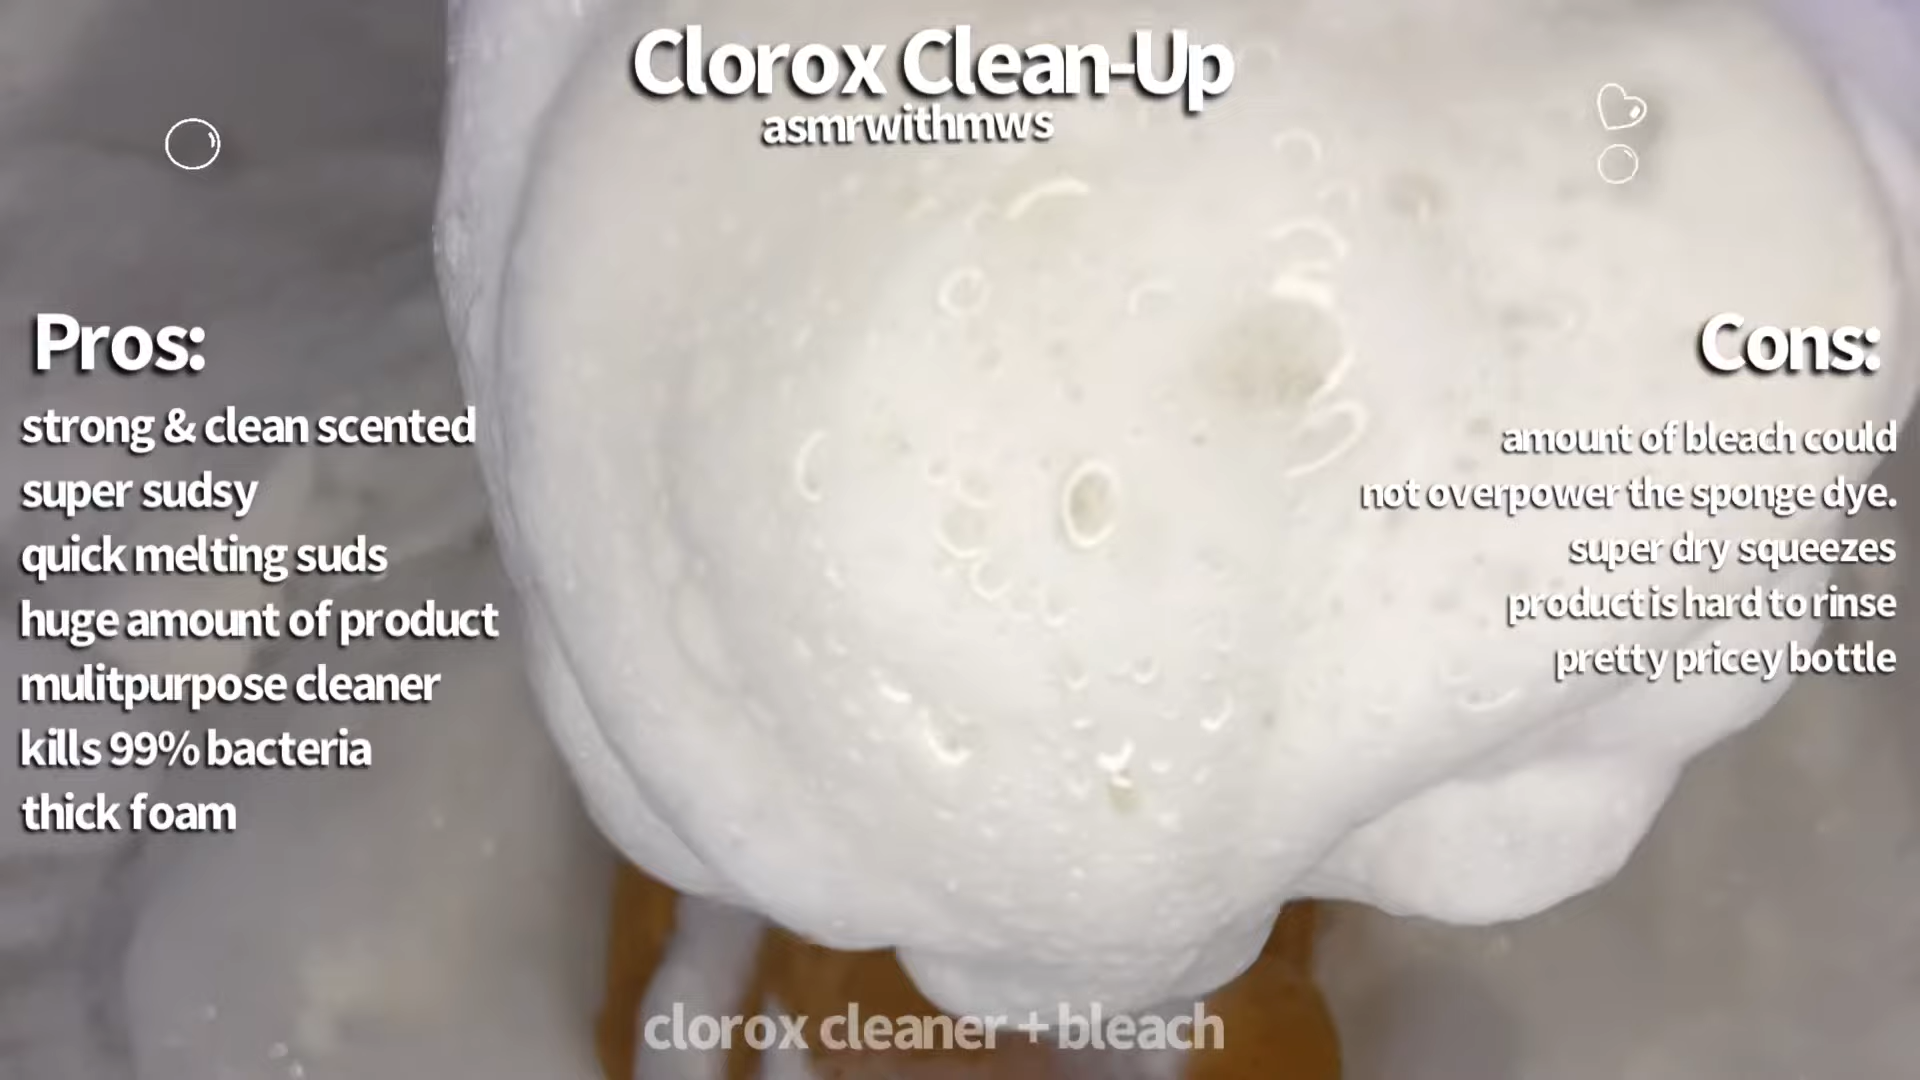 Clorox Clean-Up
asmrwithmws
Pros:
strong & clean scented
super sudsy
quick melting suds
huge amount of product
mulitpurpose cleaner
kills 99% bacteria
thick foam
Cons:
amount of bleach could
not overpower the sponge dye.
super dry squeezes
product is hard to rinse
pretty pricey bottle
clorox cleaner + bleach